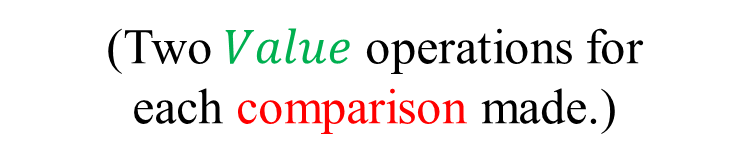 (Two Value operations for
each comparison made.)